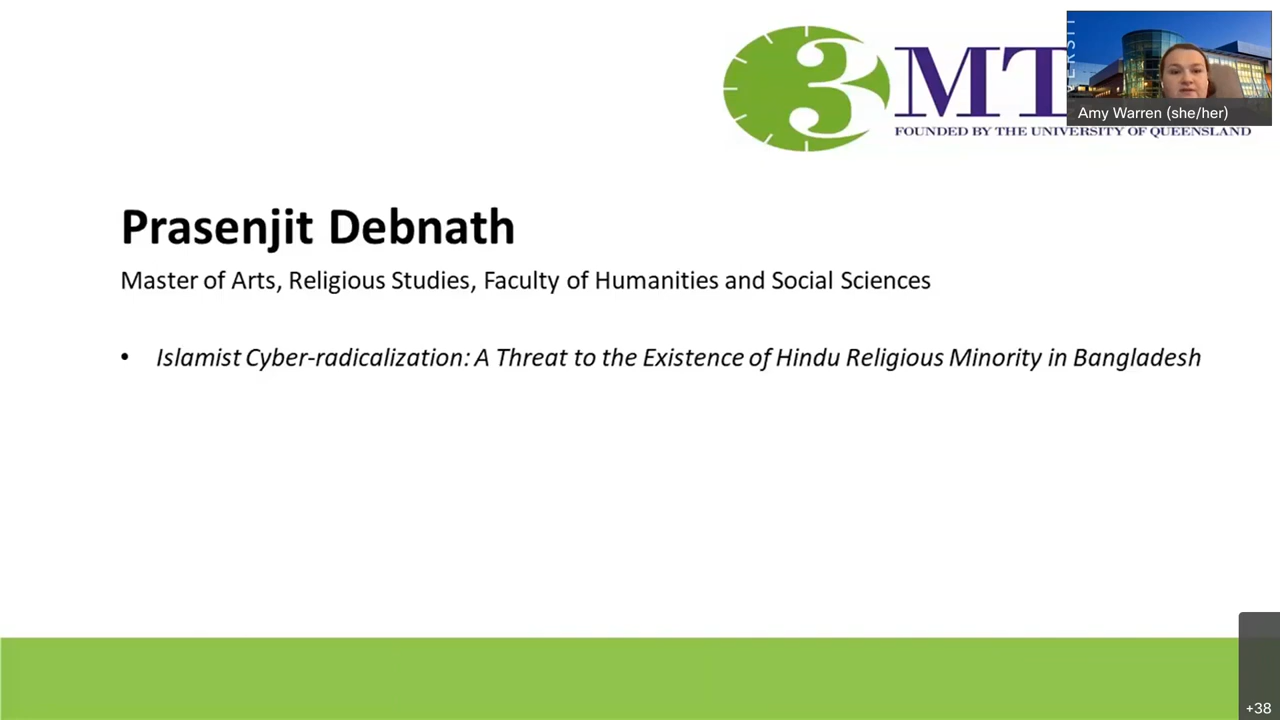 3MT
FOUNDED BY THE UNIVERSITY OF QUEENSLAND
Amy Warren (she/her)
Prasenjit Debnath
Master of Arts, Religious Studies, Faculty of Humanities and Social Sciences
• Islamist Cyber-radicalization: A Threat to the Existence of Hindu Religious Minority in Bangladesh
+38